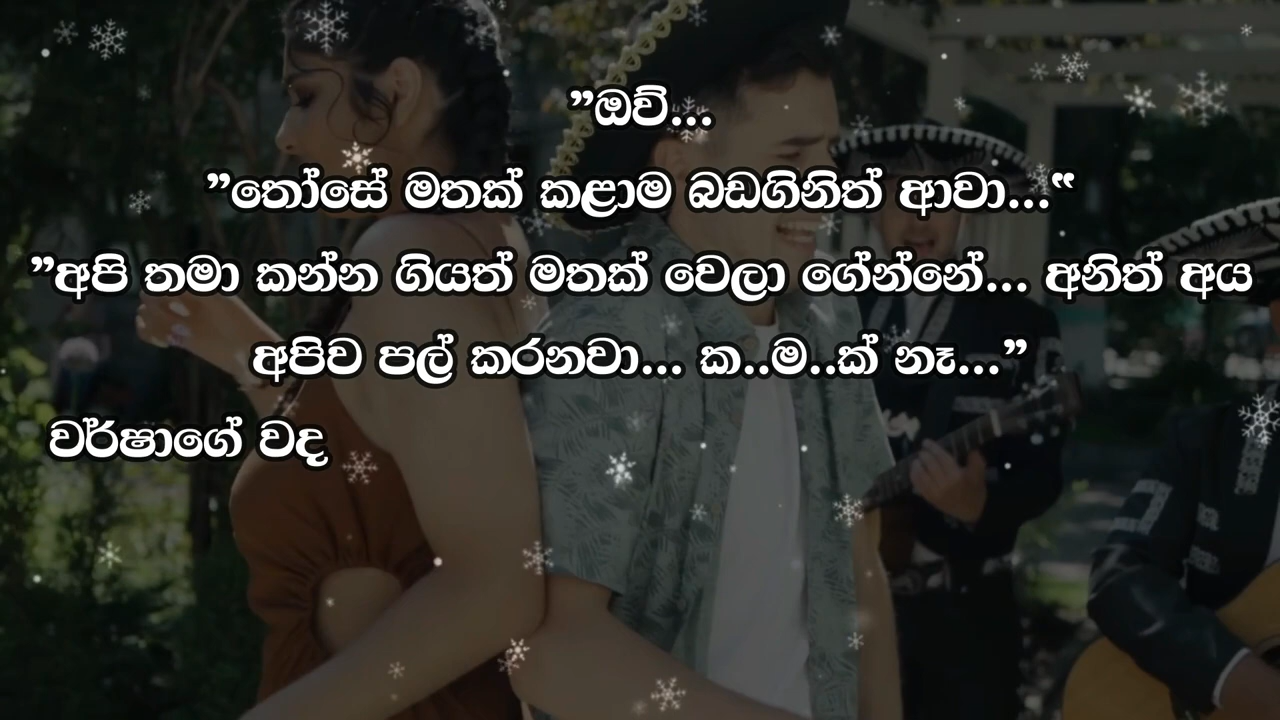 ”ඔව්...
”තෝසේ මතක් කළාම බඩගිනිත් ආවා...“
”අපි තමා කන්න ගියත් මතක් වෙලා ගේන්නේ... අනිත් අය
අපිව පල් කරනවා... ක..ම..ක් නෑ...”
වර්ෂාගේ වද